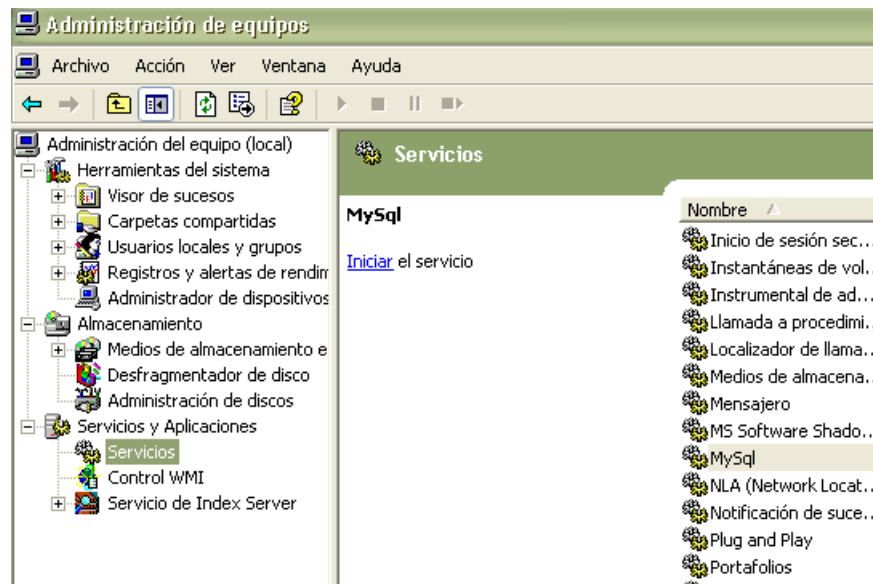 Administración de equipos
Archivo Acción Ver Ventana Ayuda
Administración del equipo (local)
Herramientas del sistema
Visor de sucesos
Carpetas compartidas
Usuarios locales y grupos
Registros y alertas de rendim
Administrador de dispositivos
Almacenamiento
Medios de almacenamiento e
Desfragmentador de disco
Administración de discos
Servicios y Aplicaciones
Servicios
Control WMI
Servicio de Index Server
Servicios
MySql
Iniciar el servicio
Nombre
Inicio de sesión sec...
Instantáneas de vol...
Instrumental de ad...
Llamada a procedimi...
Localizador de llama...
Medios de almacena...
Mensajero
MS Software Shado...
MySql
NLA (Network Locat...
Notificación de suce...
Plug and Play
Portafolios